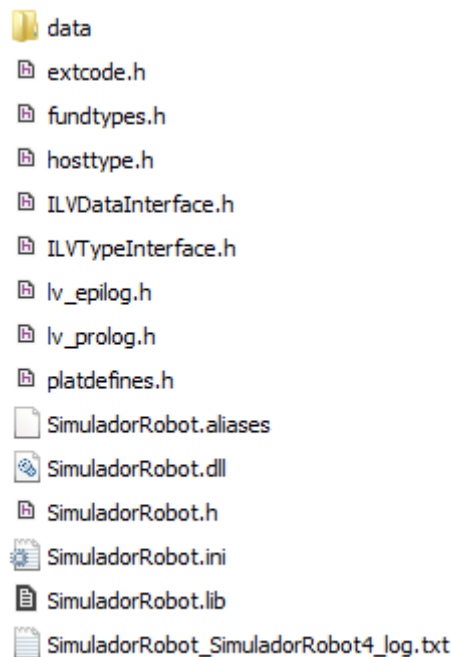 data
extcode.h
fundtypes.h
hosttype.h
ILVDataInterface.h
ILVTypeInterface.h
lv_epilog.h
lv_prolog.h
platdefines.h
SimuladorRobot.aliases
SimuladorRobot.dll
SimuladorRobot.h
SimuladorRobot.ini
SimuladorRobot.lib
SimuladorRobot_SimuladorRobot4_log.txt